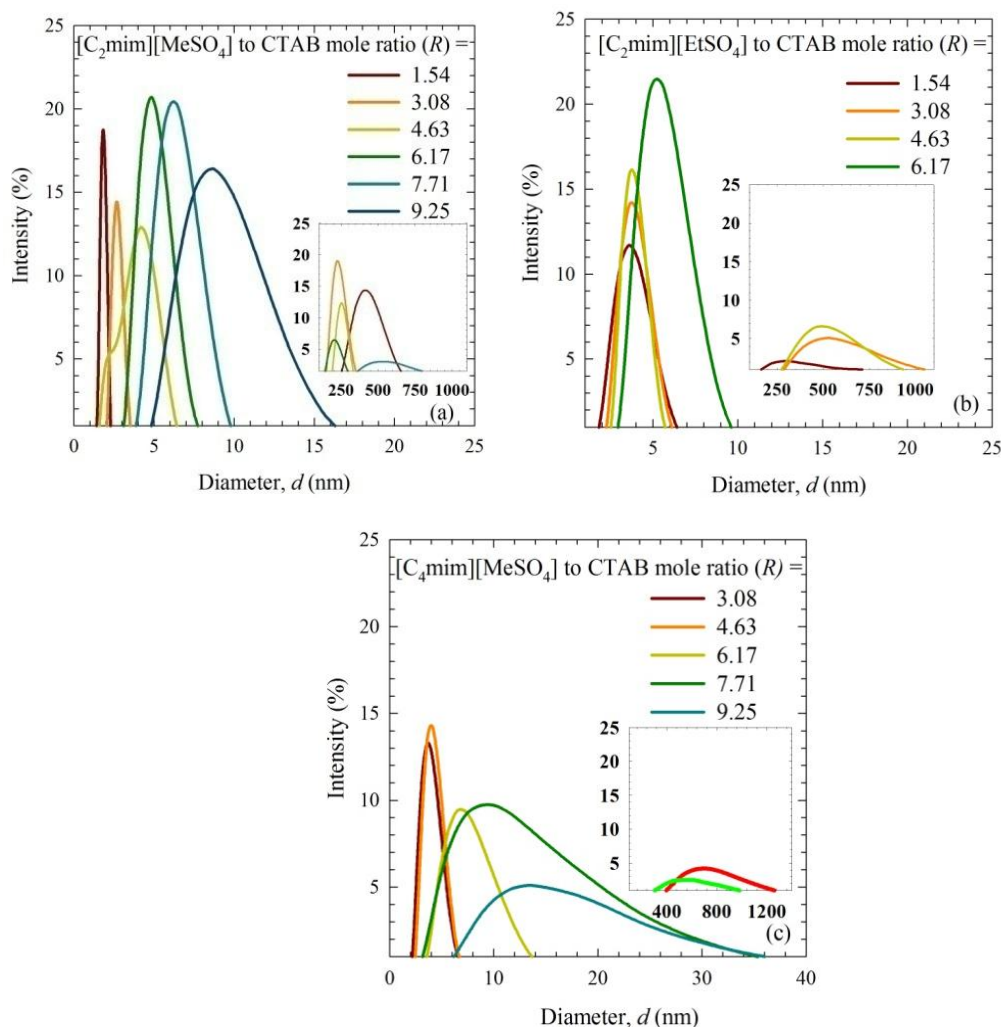 [C₂mim][MeSO₄] to CTAB mole ratio (R) =
1.54
3.08
4.63
6.17
7.71
9.25
25
20
15
10
5
Intensity (%)
25
20
15
10
5
250 500 750 1000
(a)
0 5 10 15 20 25
Diameter, d (nm)
[C₂mim][EtSO₄] to CTAB mole ratio (R) =
1.54
3.08
4.63
6.17
25
20
15
10
5
Intensity (%)
25
20
15
10
5
250 500 750 1000
(b)
5 10 15 20 25
Diameter, d (nm)
[C₄mim][MeSO₄] to CTAB mole ratio (R) =
3.08
4.63
6.17
7.71
9.25
25
20
15
10
5
Intensity (%)
25
20
15
10
5
400 800 1200
(c)
0 10 20 30 40
Diameter, d (nm)